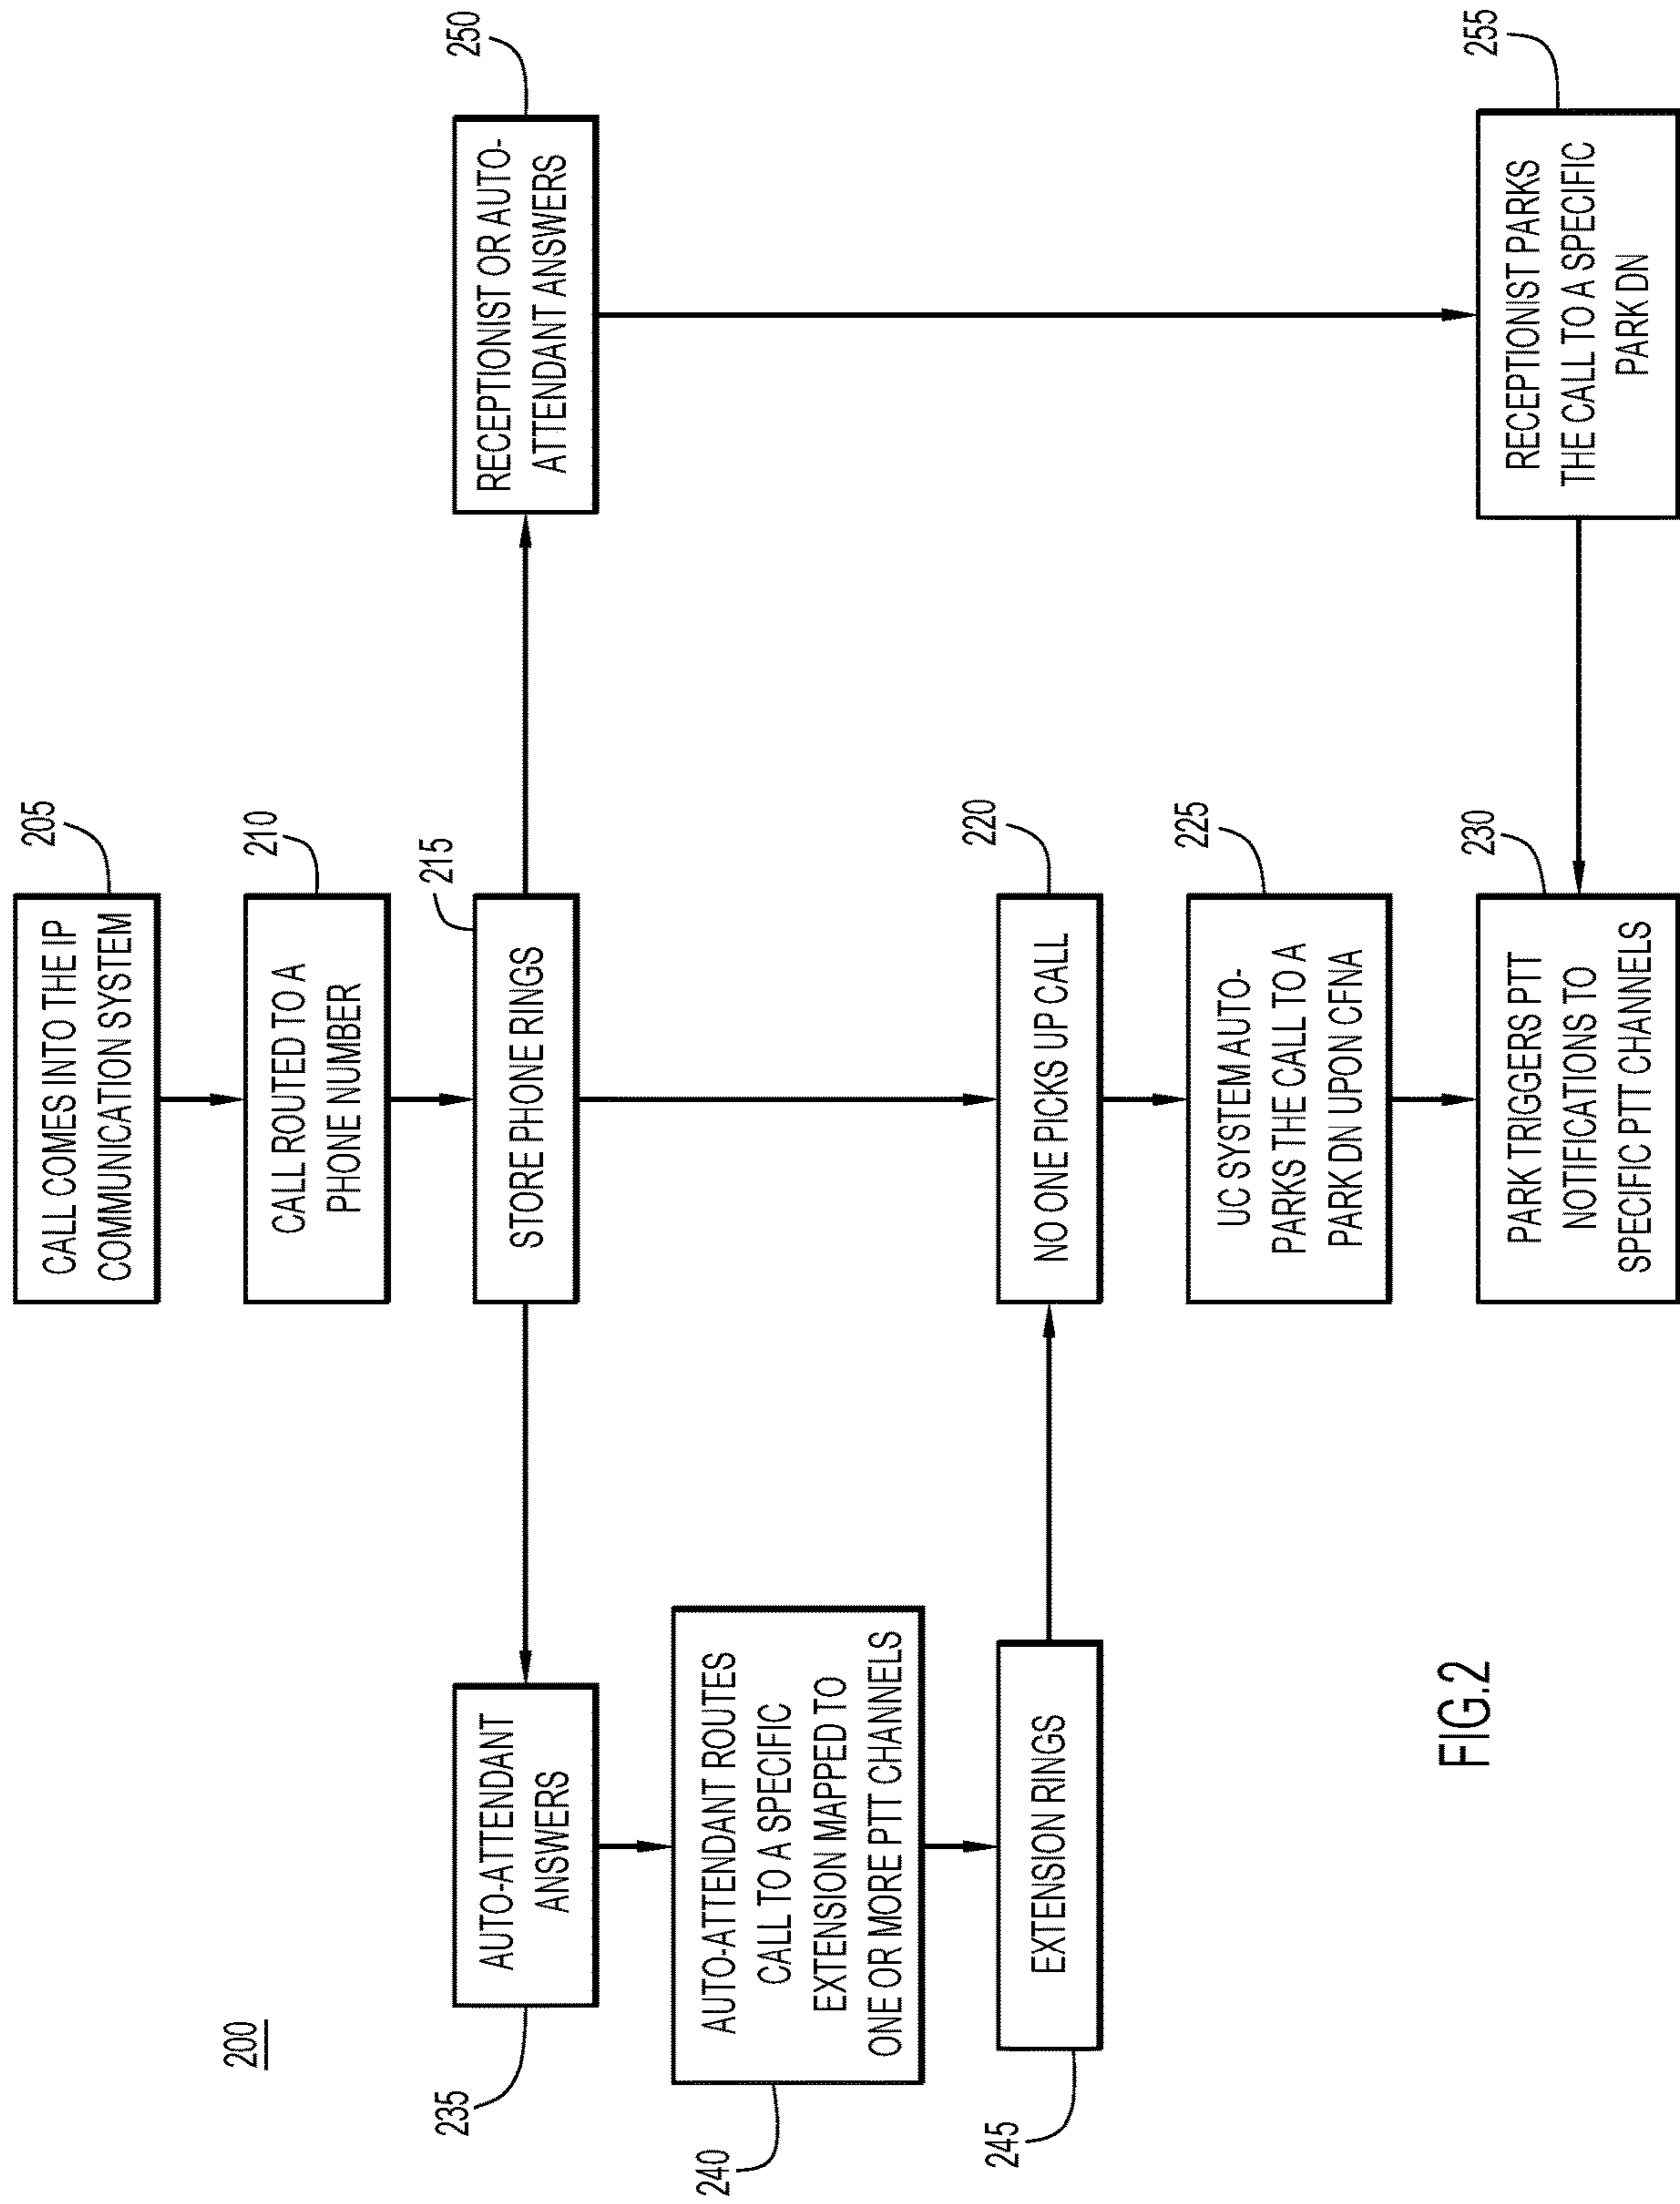 200
205
CALL COMES INTO THE IP
COMMUNICATION SYSTEM
210
CALL ROUTED TO A
PHONE NUMBER
215
STORE PHONE RINGS
235
AUTO-ATTENDANT
ANSWERS
250
RECEPTIONIST OR AUTO-
ATTENDANT ANSWERS
240
AUTO-ATTENDANT ROUTES
CALL TO A SPECIFIC
EXTENSION MAPPED TO
ONE OR MORE PTT CHANNELS
245
EXTENSION RINGS
220
NO ONE PICKS UP CALL
225
UC SYSTEM AUTO-
PARKS THE CALL TO A
PARK DN UPON CFNA
230
PARK TRIGGERS PTT
NOTIFICATIONS TO
SPECIFIC PTT CHANNELS
255
RECEPTIONIST PARKS
THE CALL TO A SPECIFIC
PARK DN
FIG.2